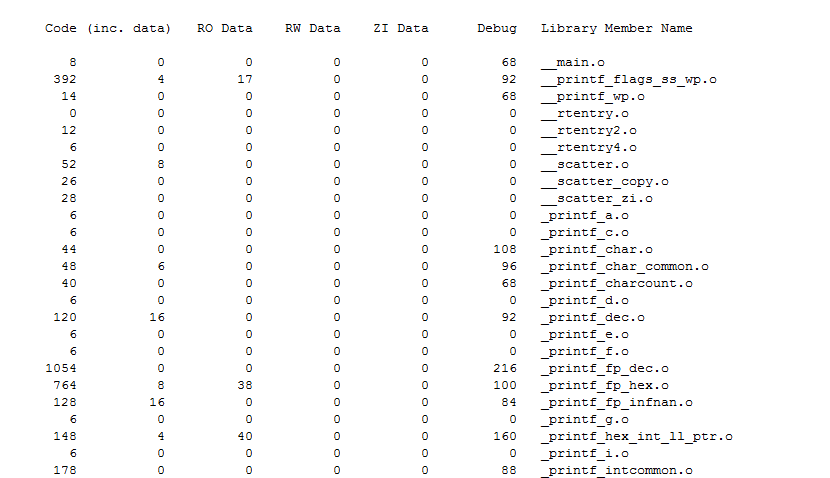 Code (inc. data) RO Data RW Data ZI Data Debug Library Member Name
8 0 0 0 0 68 __main.o
392 4 17 0 0 92 __printf_flags_ss_wp.o
14 0 0 0 0 68 __printf_wp.o
0 0 0 0 0 0 __rtentry.o
12 0 0 0 0 0 __rtentry2.o
6 0 0 0 0 0 __rtentry4.o
52 8 0 0 0 0 __scatter.o
26 0 0 0 0 0 __scatter_copy.o
28 0 0 0 0 0 __scatter_zi.o
6 0 0 0 0 0 _printf_a.o
6 0 0 0 0 0 _printf_c.o
44 0 0 0 0 108 _printf_char.o
48 6 0 0 0 96 _printf_char_common.o
40 0 0 0 0 68 _printf_charcount.o
6 0 0 0 0 0 _printf_d.o
120 16 0 0 0 92 _printf_dec.o
6 0 0 0 0 0 _printf_e.o
6 0 0 0 0 0 _printf_f.o
1054 0 0 0 0 216 _printf_fp_dec.o
764 8 38 0 0 100 _printf_fp_hex.o
128 16 0 0 0 84 _printf_fp_infnan.o
6 0 0 0 0 0 _printf_g.o
148 4 40 0 0 160 _printf_hex_int_ll_ptr.o
6 0 0 0 0 0 _printf_i.o
178 0 0 0 0 88 _printf_intcommon.o